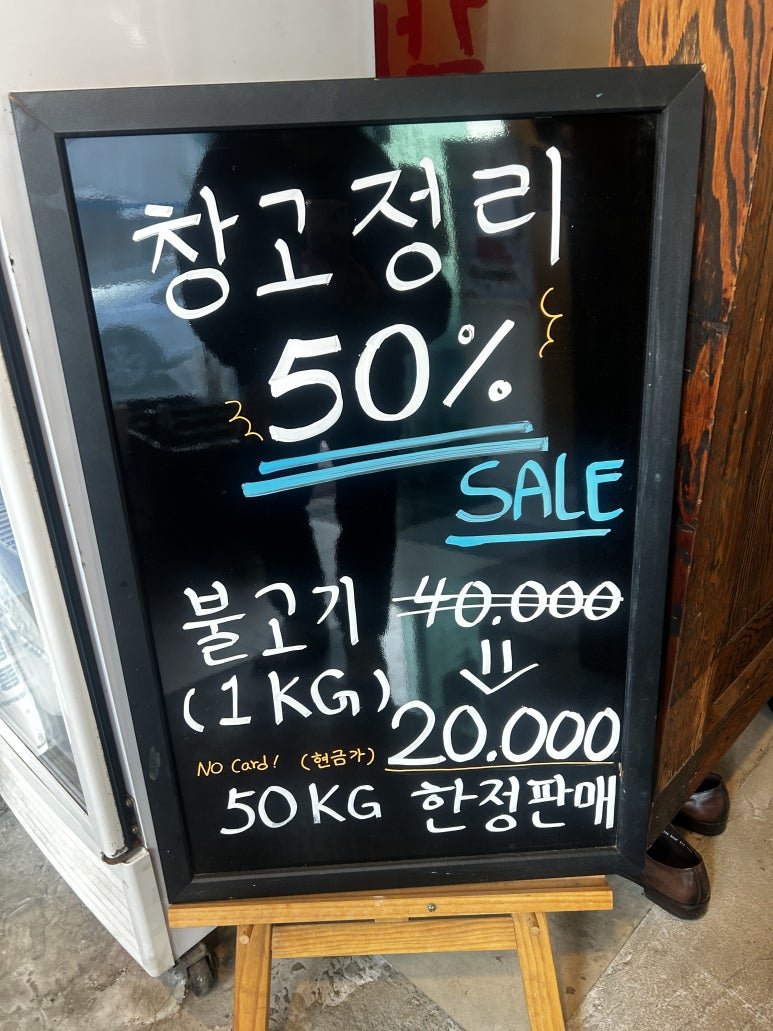 창고정리
50%
SALE
불고기 40.000
(1KG)
20.000
NO Card! (현금가)
50KG 한정판매